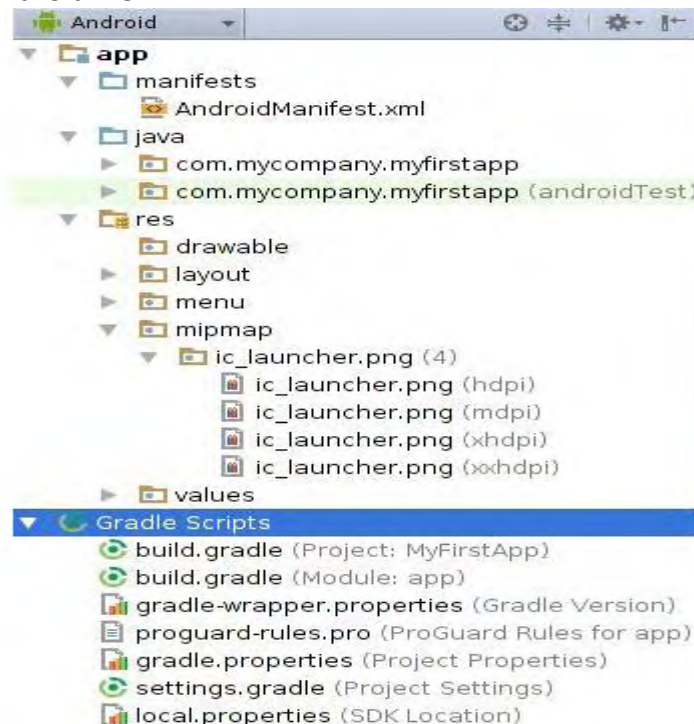 Android
app
manifests
AndroidManifest.xml
java
com.mycompany.myfirstapp
com.mycompany.myfirstapp (androidTest)
res
drawable
layout
menu
mipmap
ic_launcher.png (4)
ic_launcher.png (hdpi)
ic_launcher.png (mdpi)
ic_launcher.png (xhdpi)
ic_launcher.png (xxhdpi)
values
Gradle Scripts
build.gradle (Project: MyFirstApp)
build.gradle (Module: app)
gradle-wrapper.properties (Gradle Version)
proguard-rules.pro (ProGuard Rules for app)
gradle.properties (Project Properties)
settings.gradle (Project Settings)
local.properties (SDK Location)